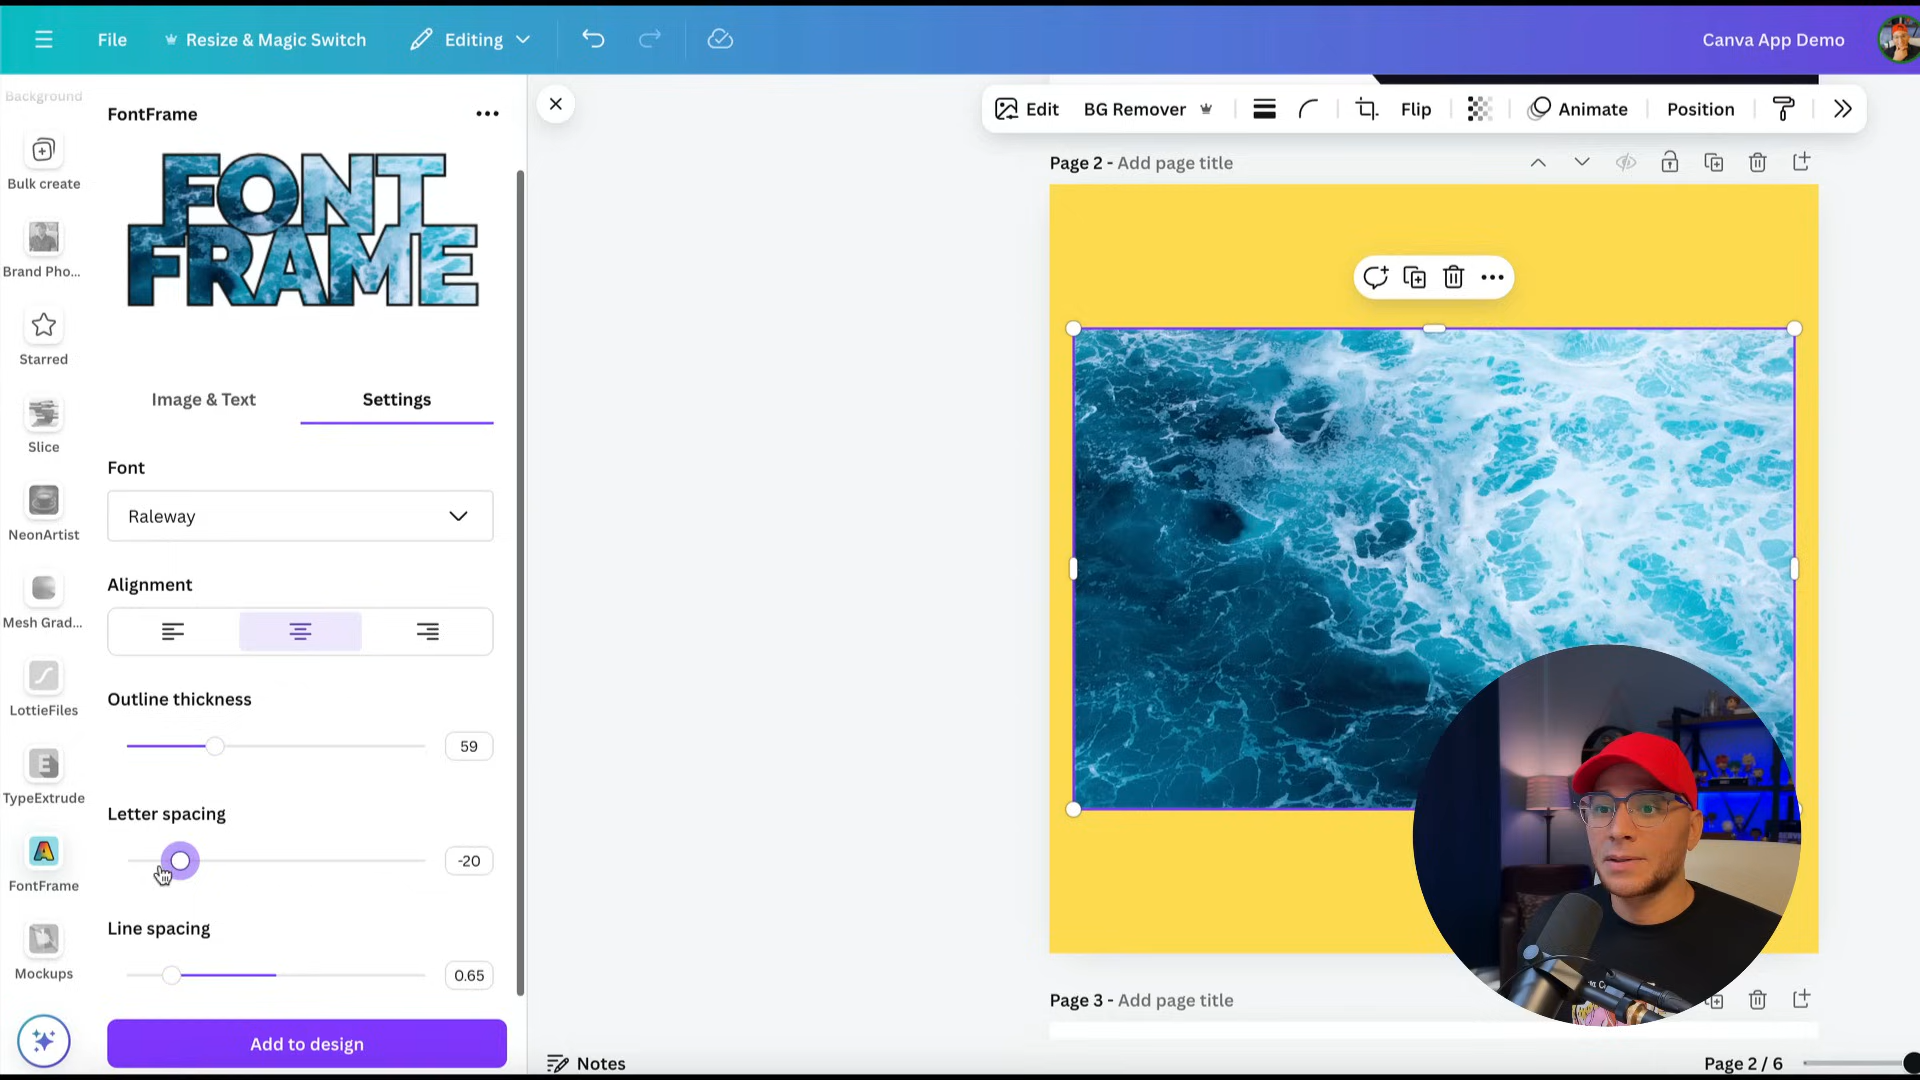 File
Resize & Magic Switch
Editing
Canva App Demo
Background
Bulk create
Brand Pho...
Starred
Slice
NeonArtist
Mesh Grad...
LottieFiles
E
TypeExtrude
A
FontFrame
Mockups
FontFrame
FONT
FRAME
Image & Text
Settings
Font
Raleway
Alignment
Outline thickness
59
Letter spacing
-20
Line spacing
0.65
Add to design
Edit
BG Remover
Flip
Animate
Position
Page 2 - Add page title
Page 3 - Add page title
Notes
Page 2 / 6